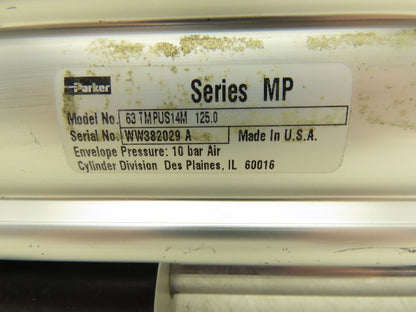 Parker
Series MP
Model No. 63 TMPUS14M 125.0
Serial No. WW382029 A Made In U.S.A.
Envelope Pressure: 10 bar Air
Cylinder Division Des Plaines, IL 60016